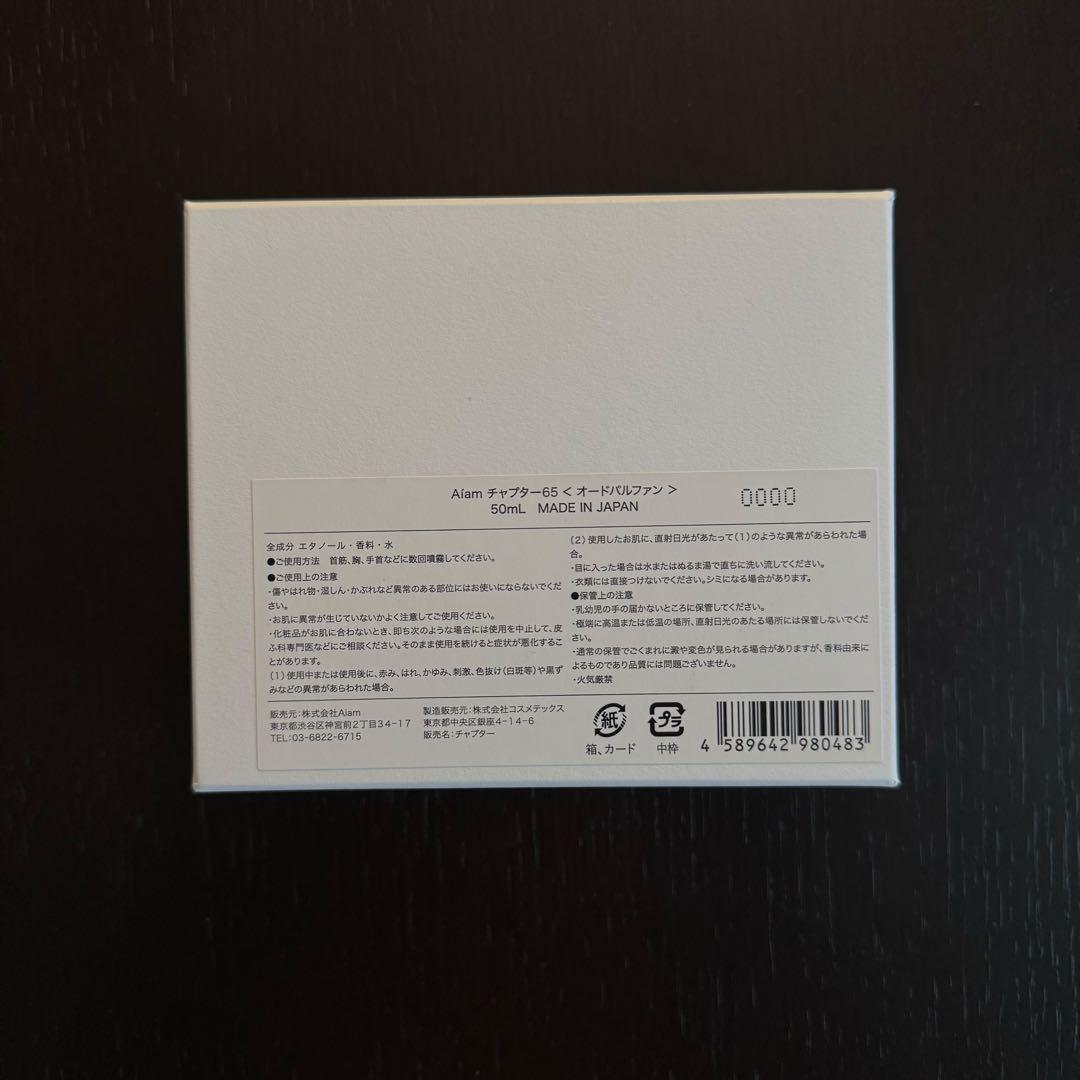 Aíam チャプター65 < オードパルファン >
0000
50mL MADE IN JAPAN
全成分 エタノール・香料・水
●ご使用方法 首筋、胸、手首などに数回噴霧してください。
●ご使用上の注意
・傷やはれ物・湿しん・かぶれなど異常のある部位にはお使いにならないでくだ
さい。
・お肌に異常が生じていないかよく注意してご使用ください。
・化粧品がお肌に合わないとき、即ち次のような場合には使用を中止して、皮
ふ科専門医などにご相談ください。そのまま使用を続けると症状が悪化するこ
とがあります。
(1)使用中または使用後に、赤み、はれ、かゆみ、刺激、色抜け(白斑等)や黒ず
みなどの異常があらわれた場合。
(2)使用したお肌に、直射日光があたって(1)のような異常があらわれた場
合。
・目に入った場合は水またはぬるま湯で直ちに洗い流してください。
・衣類には直接つけないでください。シミになる場合があります。
●保管上の注意
・乳幼児の手の届かないところに保管してください。
・極端に高温または低温の場所、直射日光のあたる場所には保管しないでくだ
さい。
・通常の保管でごくまれに澱や変色が見られる場合がありますが、香料由来に
よるものであり品質には問題ございません。
・火気厳禁
販売元:株式会社Aíam
東京都渋谷区神宮前2丁目34-17
TEL:03-6822-6715
製造販売元:株式会社コスメテックス
東京都中央区銀座4-14-6
販売名:チャプター
紙
箱、カード
プラ
中枠
4 589642 980483